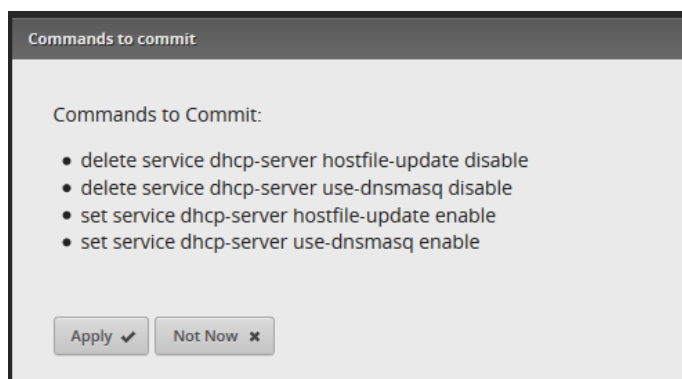 Commands to commit
Commands to Commit:
• delete service dhcp-server hostfile-update disable
• delete service dhcp-server use-dnsmasq disable
• set service dhcp-server hostfile-update enable
• set service dhcp-server use-dnsmasq enable
Apply ✔ Not Now ✖